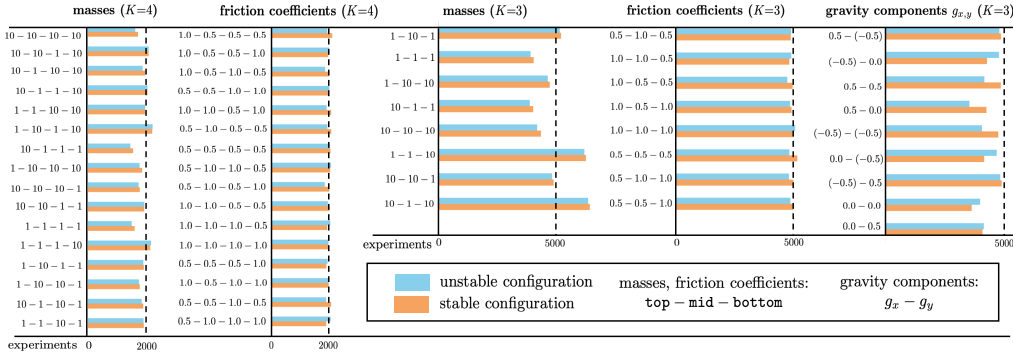 masses (K=4)
10 − 10 − 10 − 10
10 − 10 − 1 − 10
10 − 1 − 10 − 10
10 − 1 − 1 − 10
1 − 1 − 10 − 10
1 − 10 − 1 − 10
10 − 1 − 1 − 1
1 − 10 − 10 − 10
10 − 10 − 10 − 1
10 − 10 − 1 − 1
1 − 1 − 1 − 1
1 − 1 − 1 − 10
1 − 10 − 1 − 1
1 − 10 − 10 − 1
10 − 1 − 10 − 1
1 − 1 − 10 − 1
experiments 0 2000
friction coefficients (K=4)
1.0 − 0.5 − 0.5 − 0.5
1.0 − 0.5 − 0.5 − 1.0
1.0 − 0.5 − 1.0 − 0.5
0.5 − 0.5 − 1.0 − 1.0
1.0 − 0.5 − 1.0 − 1.0
0.5 − 1.0 − 0.5 − 0.5
0.5 − 0.5 − 0.5 − 0.5
1.0 − 1.0 − 0.5 − 0.5
0.5 − 0.5 − 0.5 − 1.0
1.0 − 1.0 − 0.5 − 1.0
1.0 − 1.0 − 1.0 − 1.0
0.5 − 1.0 − 0.5 − 1.0
1.0 − 1.0 − 1.0 − 0.5
0.5 − 0.5 − 1.0 − 0.5
0.5 − 1.0 − 1.0 − 0.5
0 2000
masses (K=3)
1 − 10 − 1
1 − 1 − 1
1 − 10 − 10
10 − 1 − 1
10 − 10 − 10
1 − 1 − 10
10 − 10 − 1
10 − 1 − 10
experiments 0 5000
friction coefficients (K=3)
0.5 − 1.0 − 0.5
1.0 − 1.0 − 0.5
1.0 − 0.5 − 1.0
1.0 − 0.5 − 1.0
1.0 − 1.0 − 1.0
0.5 − 0.5 − 0.5
0.5 − 1.0 − 1.0
0.5 − 0.5 − 1.0
0 5000
gravity components gx,y (K=3)
0.5 − (−0.5)
(−0.5) − 0.0
0.5 − 0.5
0.5 − 0.0
(−0.5) − (−0.5)
0.0 − (−0.5)
(−0.5) − 0.5
0.0 − 0.0
0.0 − 0.5
0 5000
unstable configuration
stable configuration
masses, friction coefficients:
top − mid − bottom
gravity components:
gx − gy